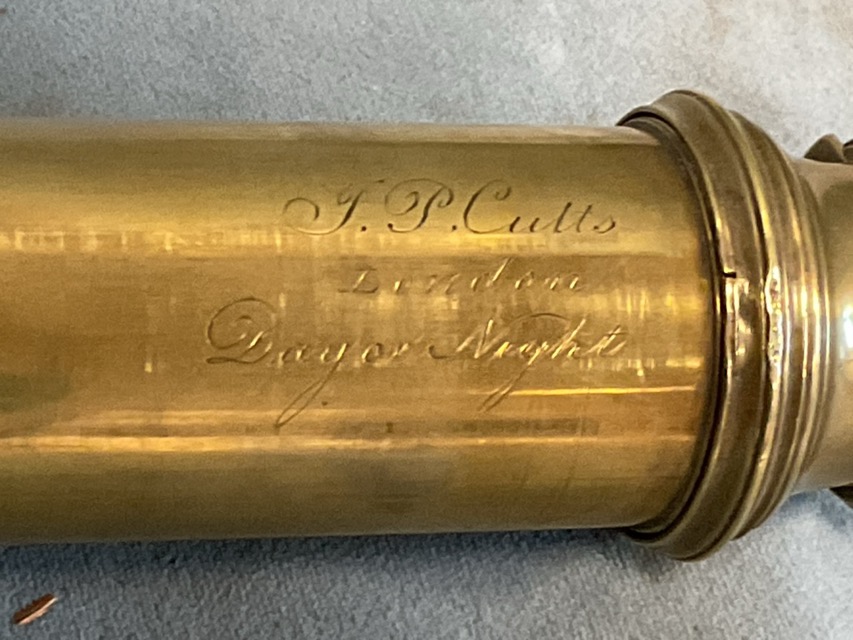 J. P. Cutts
London
Day or Night